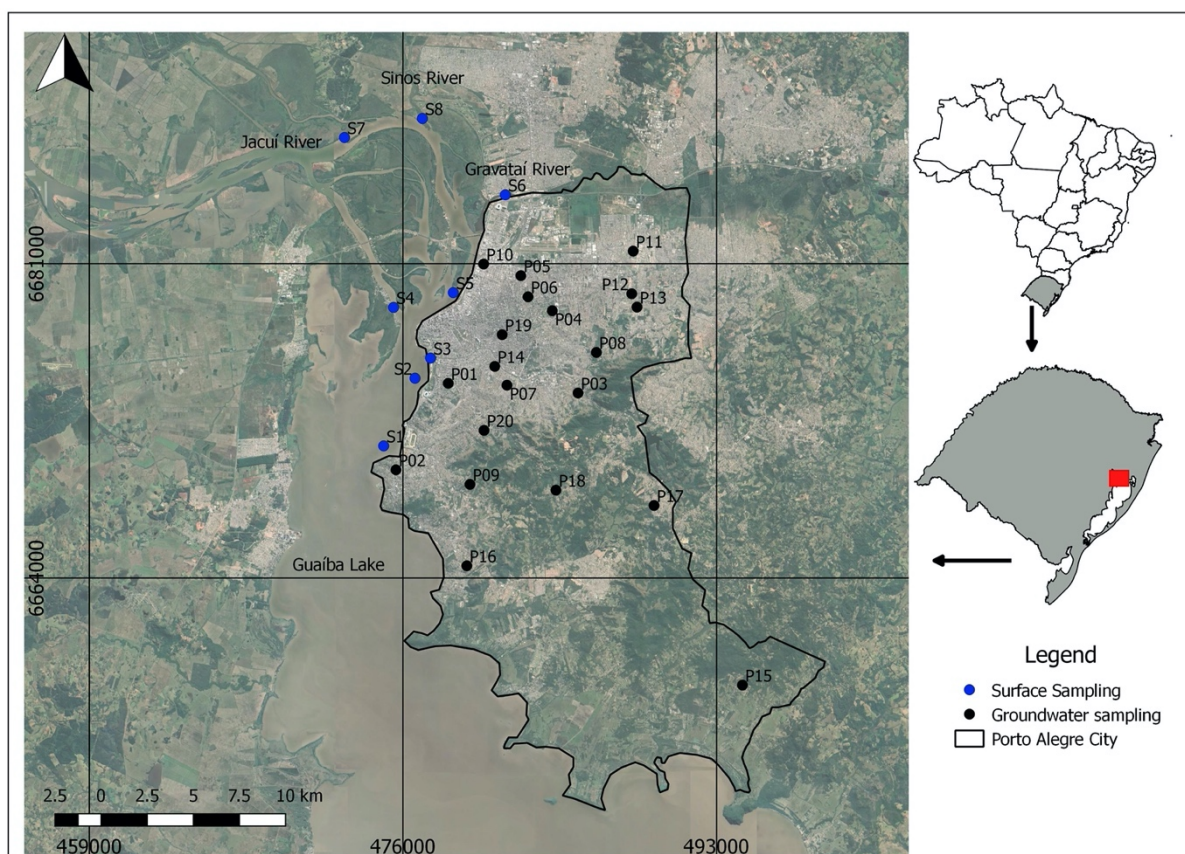 Sinos River
S8
S7
Jacuí River
Gravataí River
S6
P11
6681000
P10
P05
P12
S5
P06
P13
S4
P04
P19
S3
P08
P14
S2
P01
P07
P03
P20
S1
P02
P09
P18
P17
Guaíba Lake
P16
6664000
P15
2.5 0 2.5 5 7.5 10 km
459000 476000 493000
Legend
Surface Sampling
Groundwater sampling
Porto Alegre City